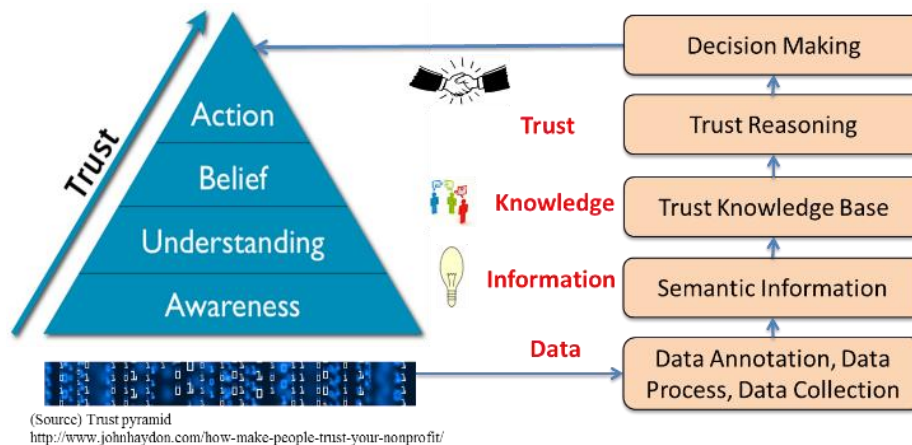 Trust
Action
Belief
Understanding
Awareness
(Source) Trust pyramid
http://www.johnhaydon.com/how-make-people-trust-your-nonprofit/
Trust
Knowledge
Information
Data
Decision Making
Trust Reasoning
Trust Knowledge Base
Semantic Information
Data Annotation, Data
Process, Data Collection